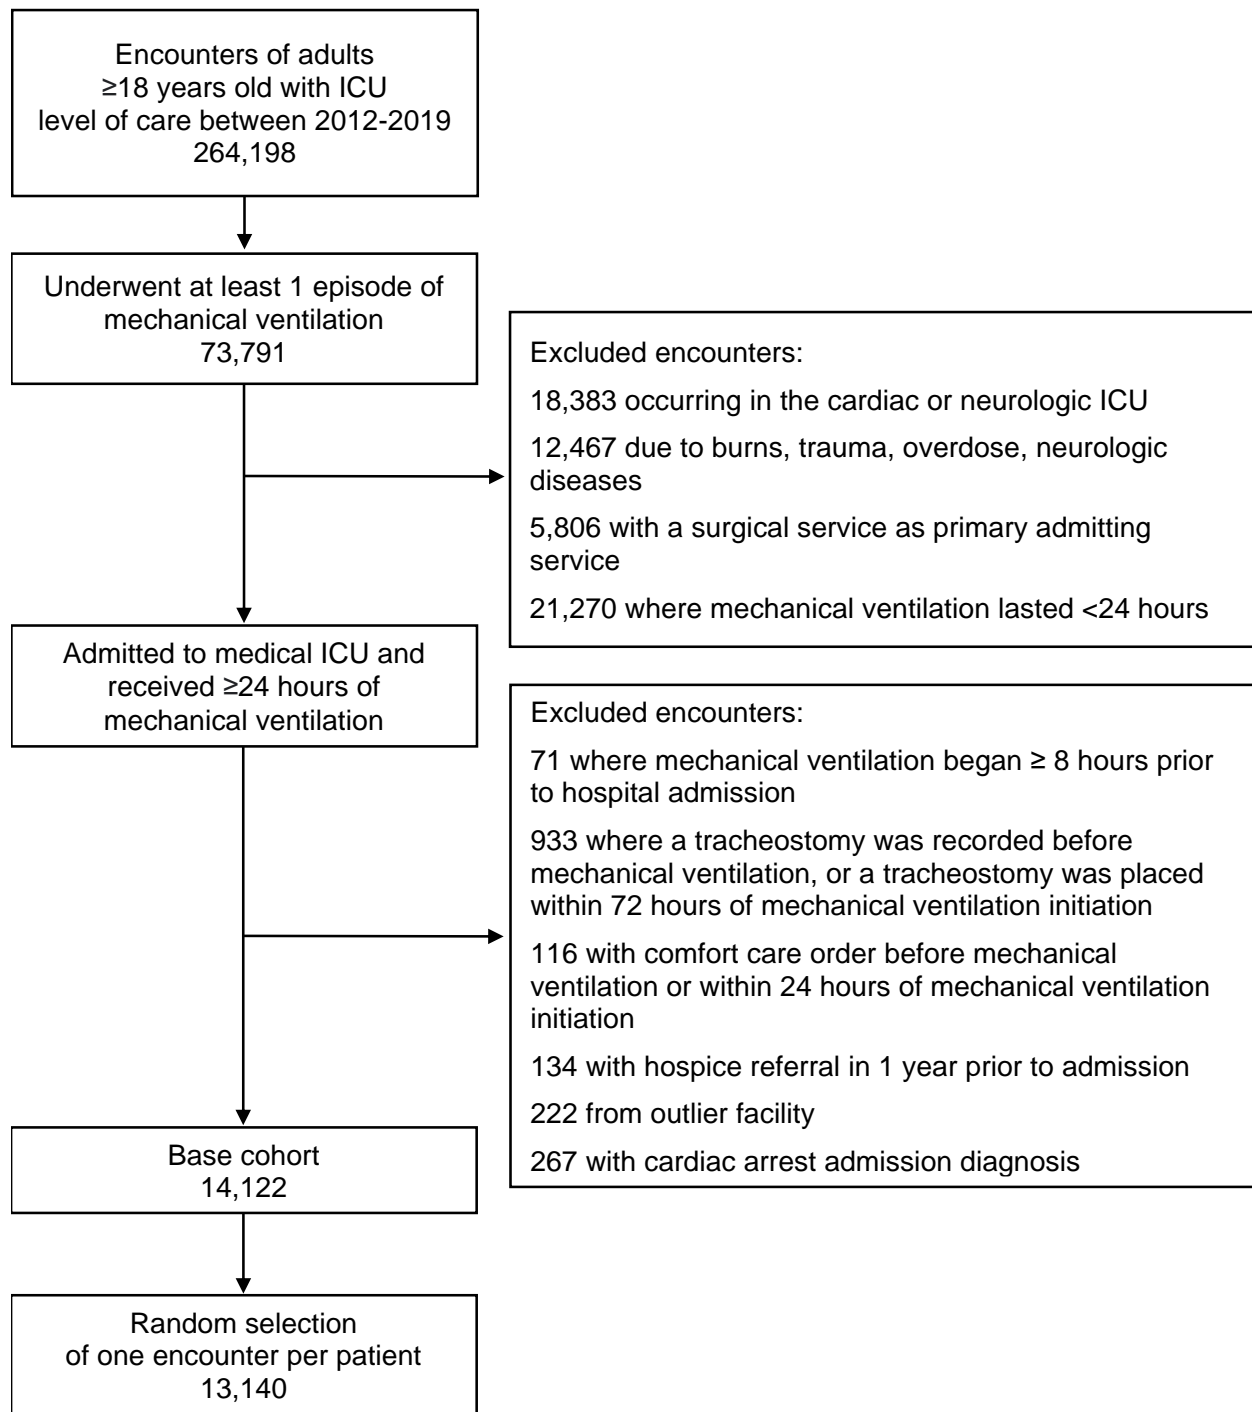 Encounters of adults
≥18 years old with ICU
level of care between 2012-2019
264,198
Underwent at least 1 episode of
mechanical ventilation
73,791
Excluded encounters:
18,383 occurring in the cardiac or neurologic ICU
12,467 due to burns, trauma, overdose, neurologic
diseases
5,806 with a surgical service as primary admitting
service
21,270 where mechanical ventilation lasted <24 hours
Admitted to medical ICU and
received ≥24 hours of
mechanical ventilation
Excluded encounters:
71 where mechanical ventilation began ≥ 8 hours prior
to hospital admission
933 where a tracheostomy was recorded before
mechanical ventilation, or a tracheostomy was placed
within 72 hours of mechanical ventilation initiation
116 with comfort care order before mechanical
ventilation or within 24 hours of mechanical ventilation
initiation
134 with hospice referral in 1 year prior to admission
222 from outlier facility
267 with cardiac arrest admission diagnosis
Base cohort
14,122
Random selection
of one encounter per patient
13,140